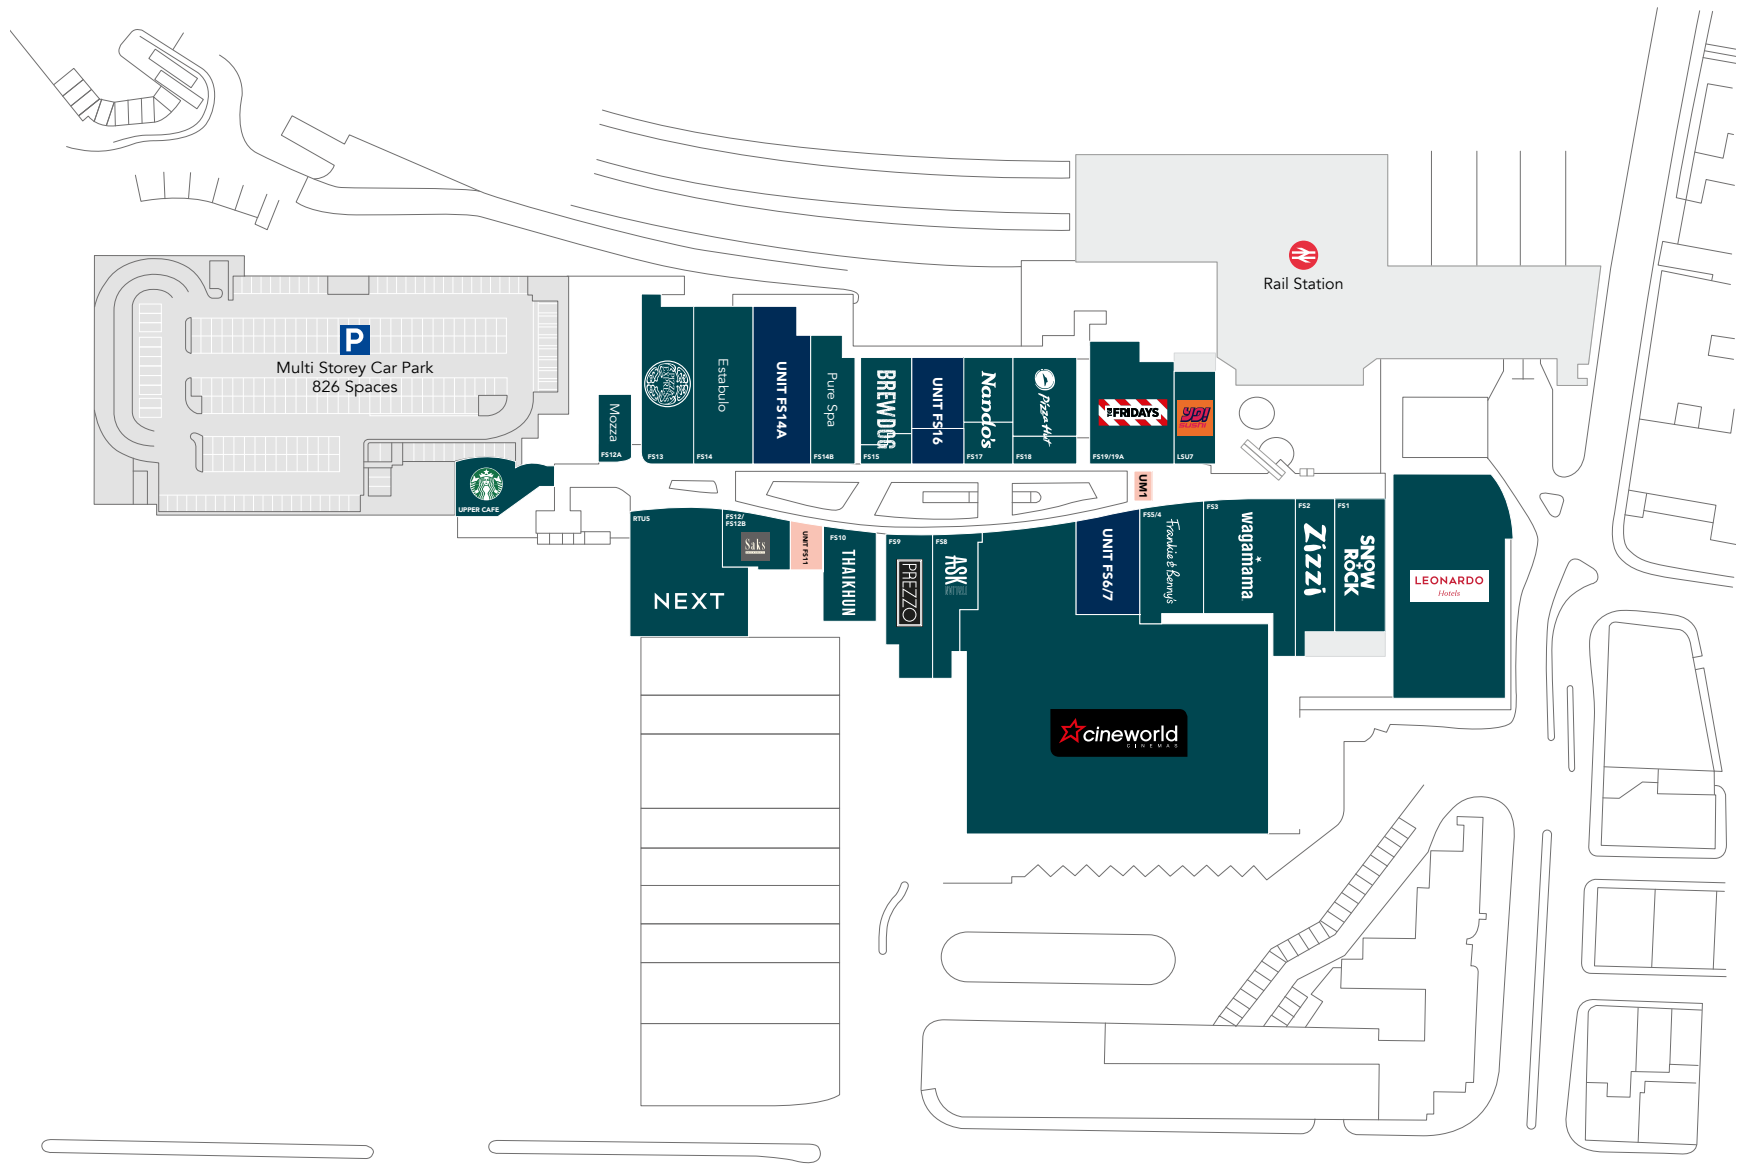 Rail Station
P
Multi Storey Car Park
826 Spaces
Mozza
FS12A
PIZZA EXPRESS
FS13
Estabulo
FS14
UNIT FS14A
Pure Spa
FS14B
BREWDOG
FS15
UNIT FS16
Nando's
FS17
Pizza Hut
FS18
TGI FRIDAYS
FS19/19A
YO!
SUSHI
LSU7
UPPER CAFE
RTU5
NEXT
FS12/
FS12B
Saks
UNIT FS11
FS10
THAIKHUN
FS9
PREZZO
FS8
ASK
UNIT FS6/7
UM1
FS5/4
Frankie & Benny's
FS3
wagamama
FS2
Zizzi
FS1
SNOW
+
ROCK
LEONARDO
Hotels
cineworld
CINEMAS